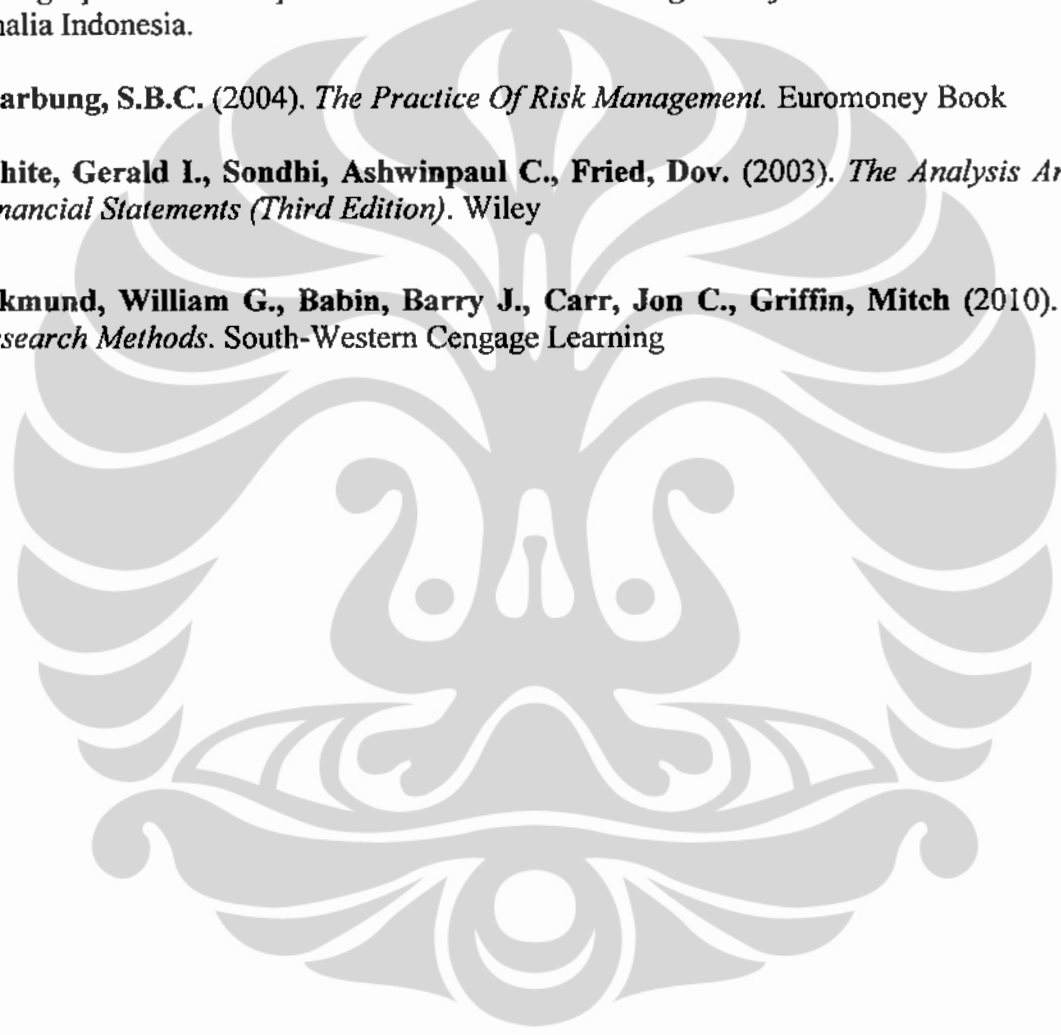 nalia Indonesia.
arbung, S.B.C. (2004). The Practice Of Risk Management. Euromoney Book
hite, Gerald I., Sondhi, Ashwinpaul C., Fried, Dov. (2003). The Analysis An
nancial Statements (Third Edition). Wiley
kmund, William G., Babin, Barry J., Carr, Jon C., Griffin, Mitch (2010).
search Methods. South-Western Cengage Learning